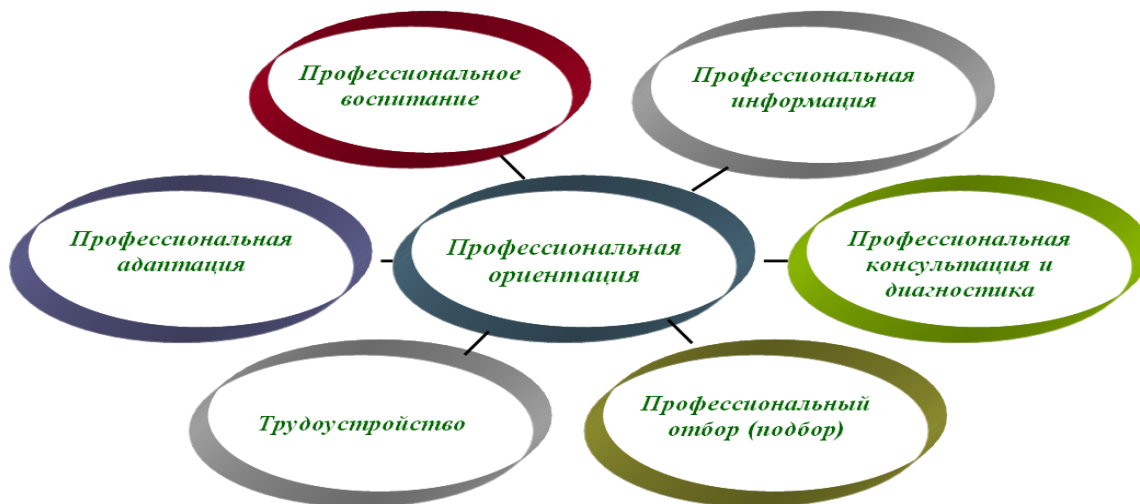 Профессиональное
воспитание
Профессиональная
информация
Профессиональная
адаптация
Профессиональная
ориентация
Профессиональная
консультация и
диагностика
Трудоустройство
Профессиональный
отбор (подбор)